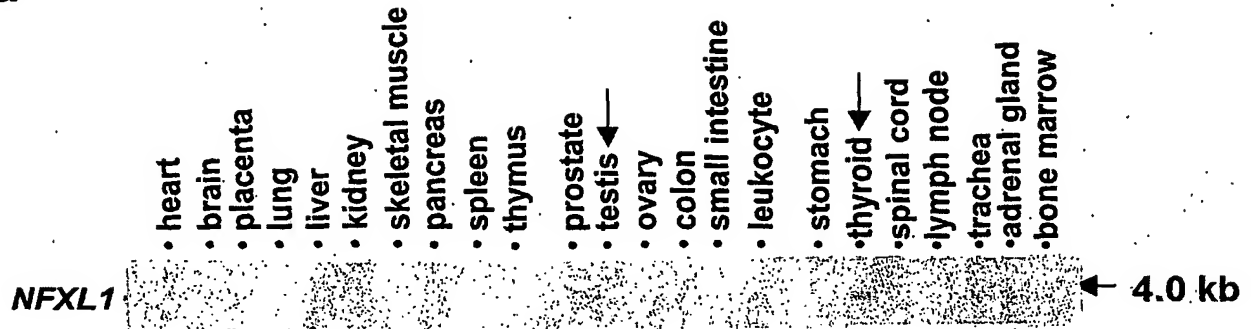 heart
brain
placenta
lung
liver
kidney
skeletal muscle
pancreas
spleen
thymus
prostate
testis
ovary
colon
small intestine
leukocyte
stomach
thyroid
spinal cord
lymph node
trachea
adrenal gland
bone marrow
NFXL1
4.0 kb